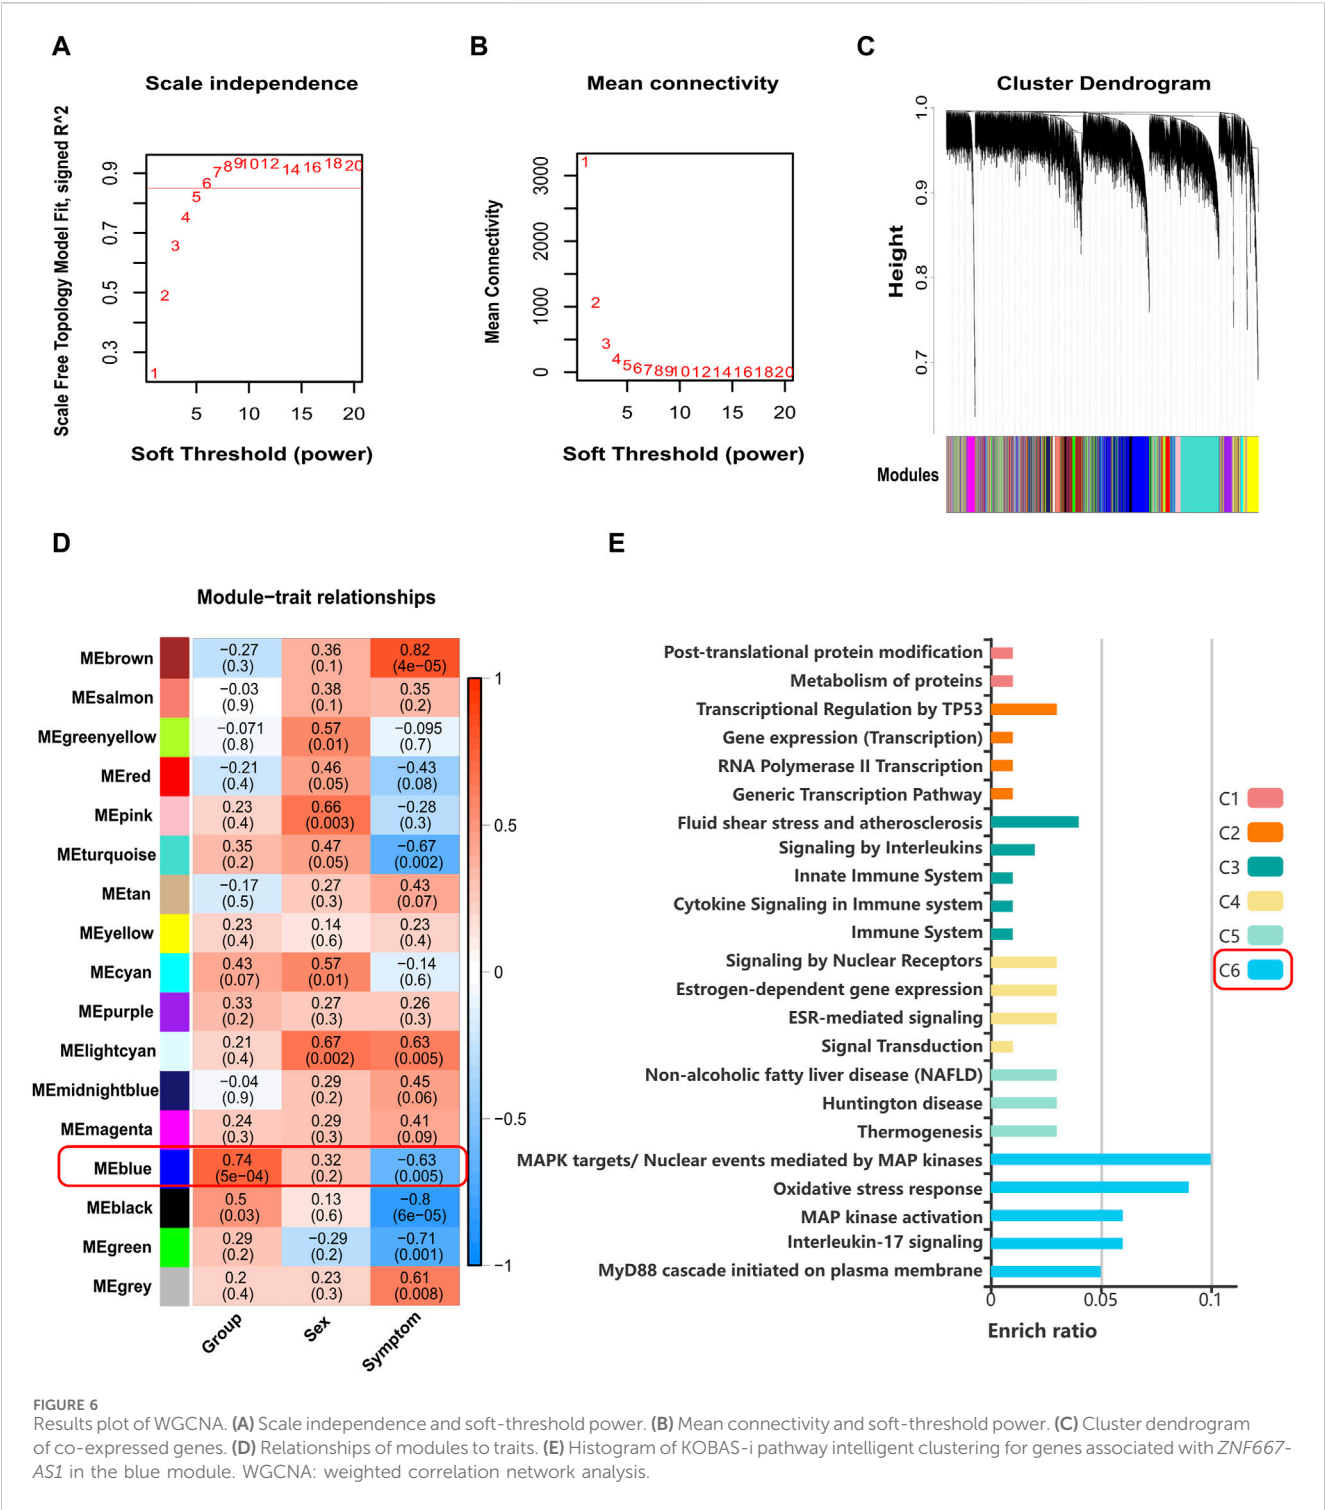 A
Scale independence
Scale Free Topology Model Fit, signed R^2
0.9
0.7
0.5
0.3
1
2
3
4
5
6
7
8
9
10
12
14
16
18
20
5
10
15
20
Soft Threshold (power)
B
Mean connectivity
Mean Connectivity
3000
2000
1000
0
1
2
3
4
5
6
7
8
9
10
12
14
16
18
20
5
10
15
20
Soft Threshold (power)
C
Cluster Dendrogram
Height
1.0
0.9
0.8
0.7
Modules
D
Module−trait relationships
MEbrown −0.27 (0.3) 0.36 (0.1) 0.82 (4e−05)
MEsalmon −0.03 (0.9) 0.38 (0.1) 0.35 (0.2)
MEgreenyellow −0.071 (0.8) 0.57 (0.01) −0.095 (0.7)
MEred −0.21 (0.4) 0.46 (0.05) −0.43 (0.08)
MEpink 0.23 (0.4) 0.66 (0.003) −0.28 (0.3)
MEturquoise 0.35 (0.2) 0.47 (0.05) −0.67 (0.002)
MEtan −0.17 (0.5) 0.27 (0.3) 0.43 (0.07)
MEyellow 0.23 (0.4) 0.14 (0.6) 0.23 (0.4)
MEcyan 0.43 (0.07) 0.57 (0.01) −0.14 (0.6)
MEpurple 0.33 (0.2) 0.27 (0.3) 0.26 (0.3)
MElightcyan 0.21 (0.4) 0.67 (0.002) 0.63 (0.005)
MEmidnightblue −0.04 (0.9) 0.29 (0.2) 0.45 (0.06)
MEmagenta 0.24 (0.3) 0.29 (0.3) 0.41 (0.09)
MEblue 0.74 (5e−04) 0.32 (0.2) −0.63 (0.005)
MEblack 0.5 (0.03) 0.13 (0.6) −0.8 (6e−05)
MEgreen 0.29 (0.2) −0.29 (0.2) −0.71 (0.001)
MEgrey 0.2 (0.4) 0.23 (0.3) 0.61 (0.008)
Group
Sex
Symptom
1
0.5
0
−0.5
−1
E
Post-translational protein modification
Metabolism of proteins
Transcriptional Regulation by TP53
Gene expression (Transcription)
RNA Polymerase II Transcription
Generic Transcription Pathway
Fluid shear stress and atherosclerosis
Signaling by Interleukins
Innate Immune System
Cytokine Signaling in Immune system
Immune System
Signaling by Nuclear Receptors
Estrogen-dependent gene expression
ESR-mediated signaling
Signal Transduction
Non-alcoholic fatty liver disease (NAFLD)
Huntington disease
Thermogenesis
MAPK targets/ Nuclear events mediated by MAP kinases
Oxidative stress response
MAP kinase activation
Interleukin-17 signaling
MyD88 cascade initiated on plasma membrane
0
0.05
0.1
Enrich ratio
C1
C2
C3
C4
C5
C6
FIGURE 6
Results plot of WGCNA. (A) Scale independence and soft-threshold power. (B) Mean connectivity and soft-threshold power. (C) Cluster dendrogram
of co-expressed genes. (D) Relationships of modules to traits. (E) Histogram of KOBAS-i pathway intelligent clustering for genes associated with ZNF667-
AS1 in the blue module. WGCNA: weighted correlation network analysis.